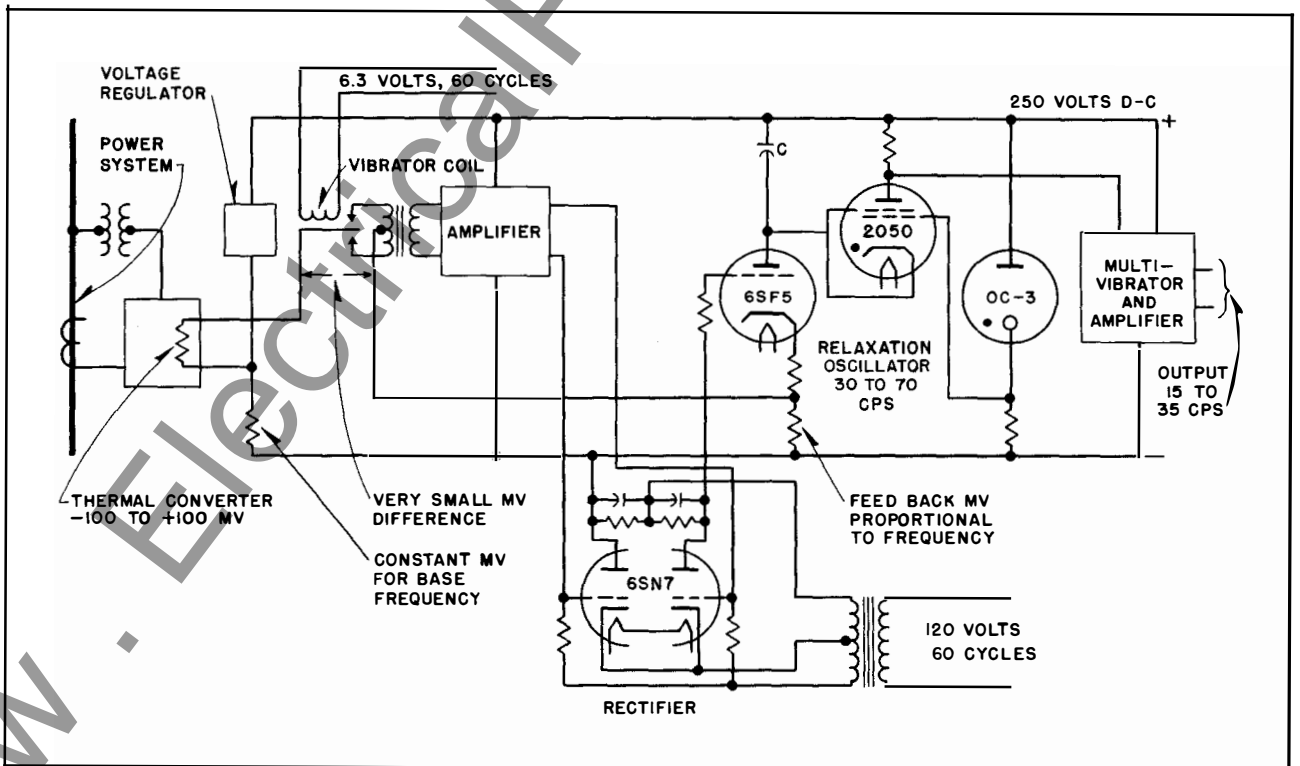 VOLTAGE
REGULATOR
6.3 VOLTS, 60 CYCLES
250 VOLTS D-C
+
POWER
SYSTEM
VIBRATOR COIL
C
AMPLIFIER
2050
6SF5
OC-3
MULTI-
VIBRATOR
AND
AMPLIFIER
RELAXATION
OSCILLATOR
30 TO 70
CPS
OUTPUT
15 TO
35 CPS
—
THERMAL CONVERTER
-100 TO +100 MV
VERY SMALL MV
DIFFERENCE
FEED BACK MV
PROPORTIONAL
TO FREQUENCY
CONSTANT MV
FOR BASE
FREQUENCY
6SN7
120 VOLTS
60 CYCLES
RECTIFIER
w . Electrical